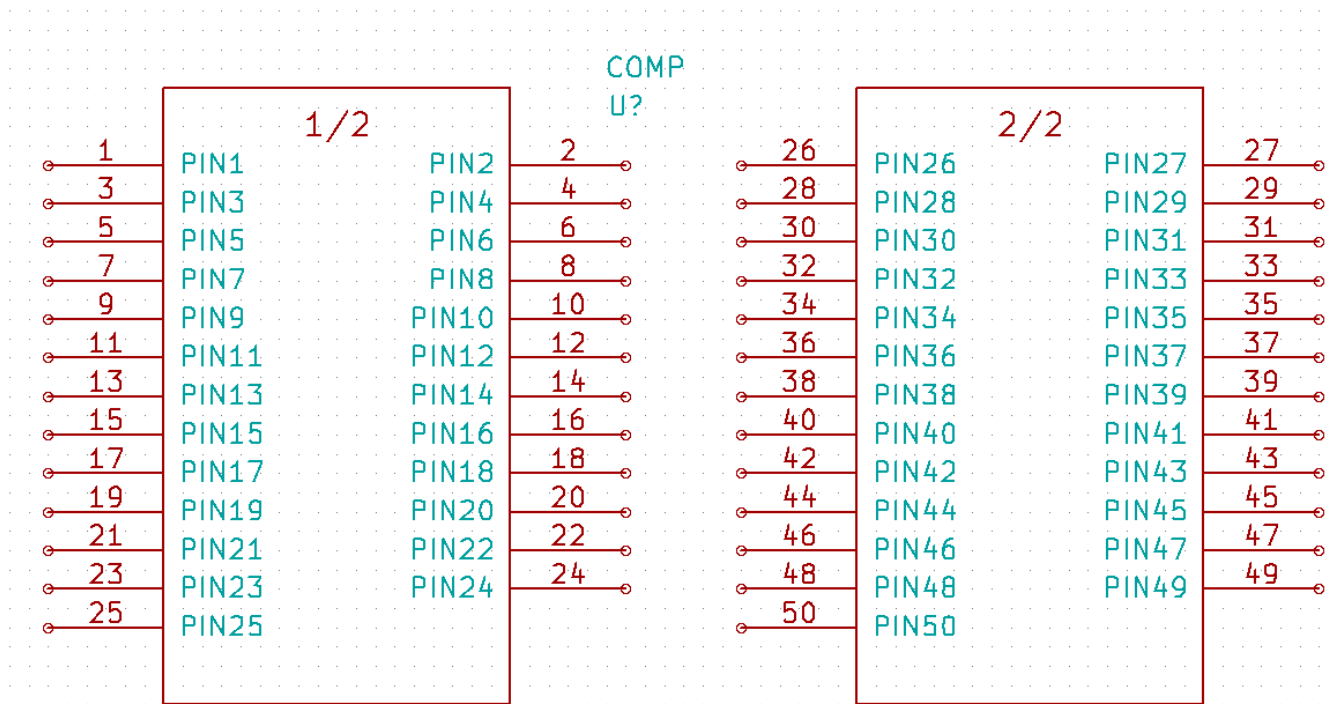 COMP
U?
1/2
1 PIN1 PIN2 2
3 PIN3 PIN4 4
5 PIN5 PIN6 6
7 PIN7 PIN8 8
9 PIN9 PIN10 10
11 PIN11 PIN12 12
13 PIN13 PIN14 14
15 PIN15 PIN16 16
17 PIN17 PIN18 18
19 PIN19 PIN20 20
21 PIN21 PIN22 22
23 PIN23 PIN24 24
25 PIN25
2/2
26 PIN26 PIN27 27
28 PIN28 PIN29 29
30 PIN30 PIN31 31
32 PIN32 PIN33 33
34 PIN34 PIN35 35
36 PIN36 PIN37 37
38 PIN38 PIN39 39
40 PIN40 PIN41 41
42 PIN42 PIN43 43
44 PIN44 PIN45 45
46 PIN46 PIN47 47
48 PIN48 PIN49 49
50 PIN50